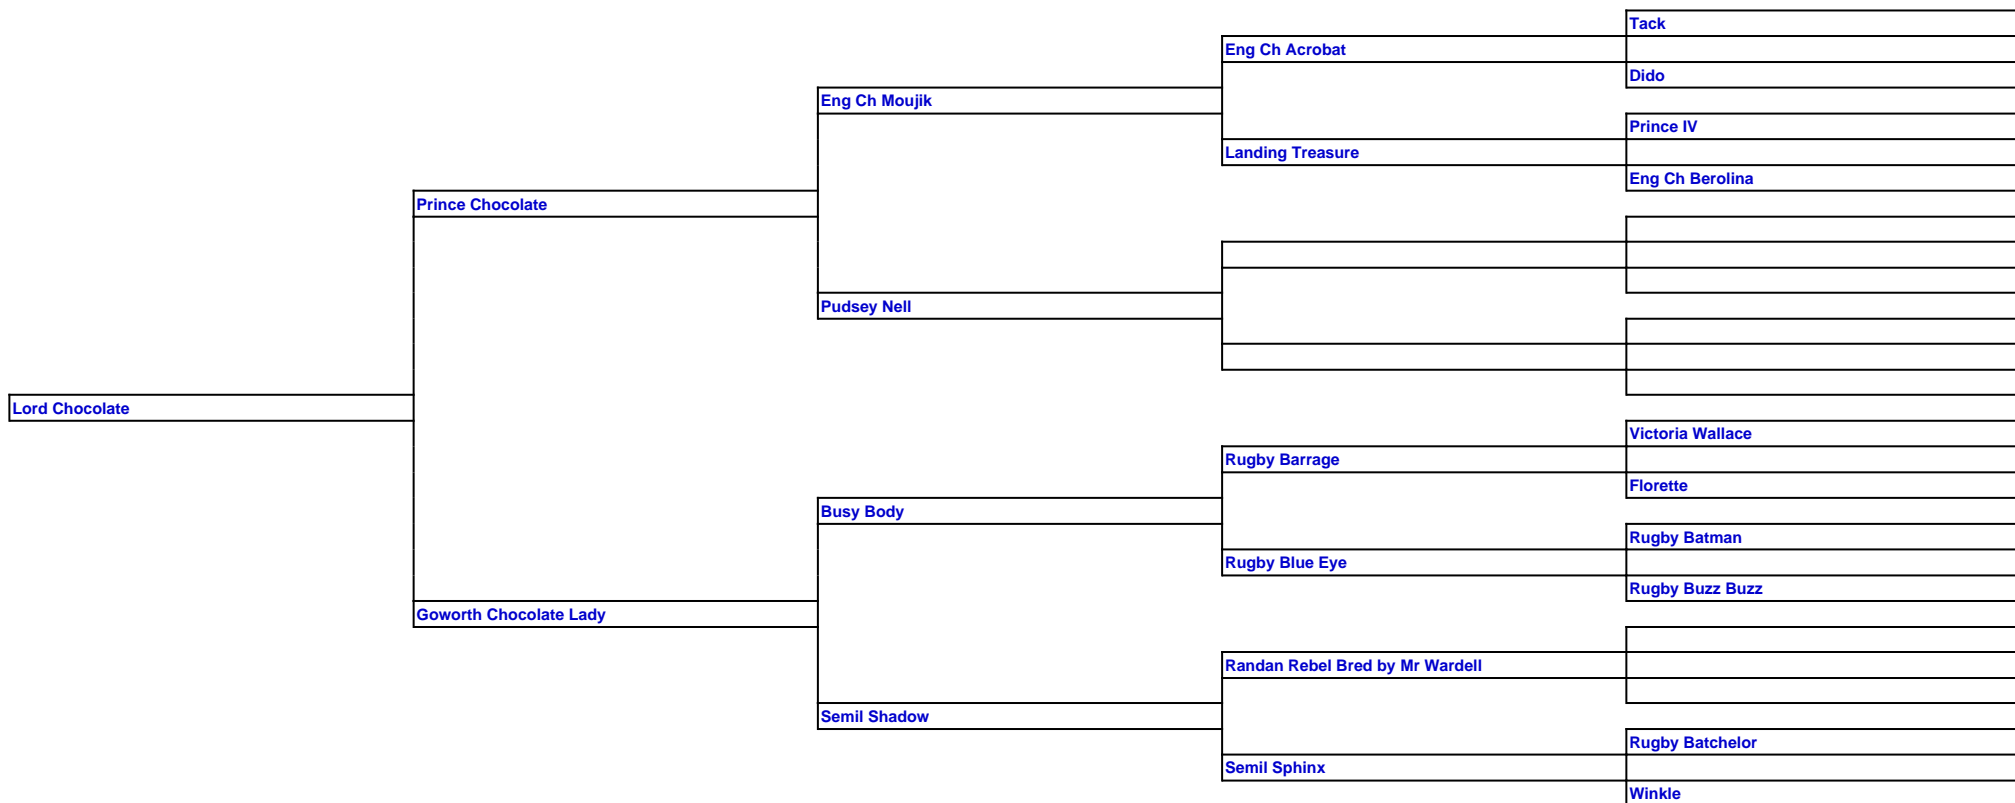 Tack
Eng Ch Acrobat
Dido
Eng Ch Moujik
Prince IV
Landing Treasure
Eng Ch Berolina
Prince Chocolate
Pudsey Nell
Lord Chocolate
Victoria Wallace
Rugby Barrage
Florette
Busy Body
Rugby Batman
Rugby Blue Eye
Rugby Buzz Buzz
Goworth Chocolate Lady
Randan Rebel Bred by Mr Wardell
Semil Shadow
Rugby Batchelor
Semil Sphinx
Winkle